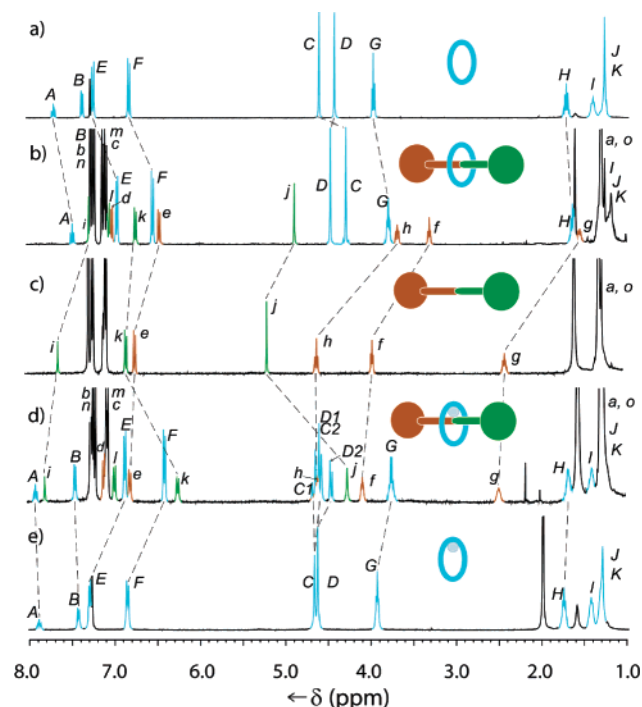 a)
A B E F C D G H I J
K
b)
A B
b
n i m
c l d E F k e j D C G h f H g a, o
I
J
K
c)
i k e j h f g a, o
d)
A i B b
n d m
c l E e F k h
C1 D1
C2 D2 j f G g H I a, o
J
K
e)
A B E F C D G H I J
K
8.0 7.0 6.0 5.0 4.0 3.0 2.0 1.0
←δ (ppm)